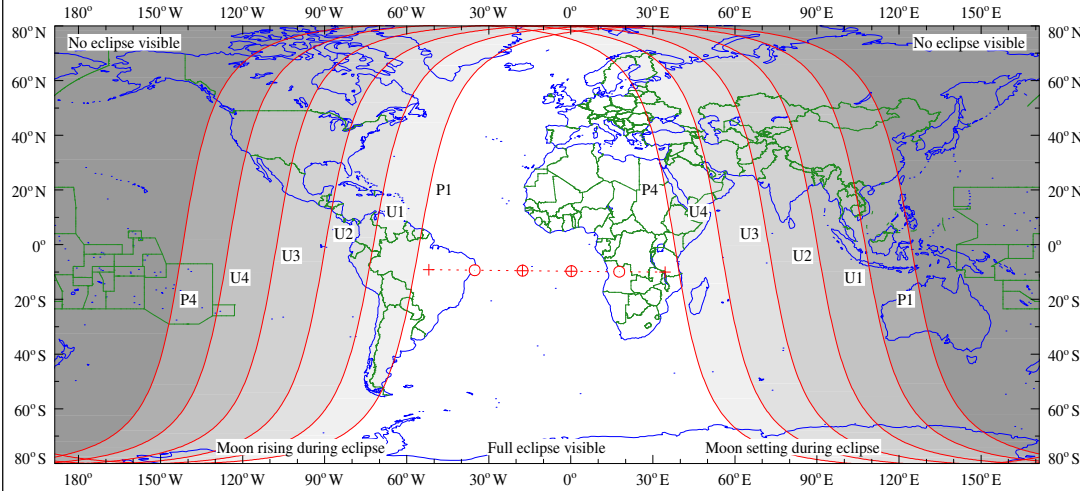 180° 150°W 120°W 90°W 60°W 30°W 0° 30°E 60°E 90°E 120°E 150°E
80°N No eclipse visible No eclipse visible 80°N
60°N 60°N
40°N 40°N
20°N P1 P4 20°N
U1 U4
U2 U3
0° U3 U2 0°
U4 U1
20°S P4 P1 20°S
40°S 40°S
60°S 60°S
Moon rising during eclipse Full eclipse visible Moon setting during eclipse
80°S 80°S
180° 150°W 120°W 90°W 60°W 30°W 0° 30°E 60°E 90°E 120°E 150°E